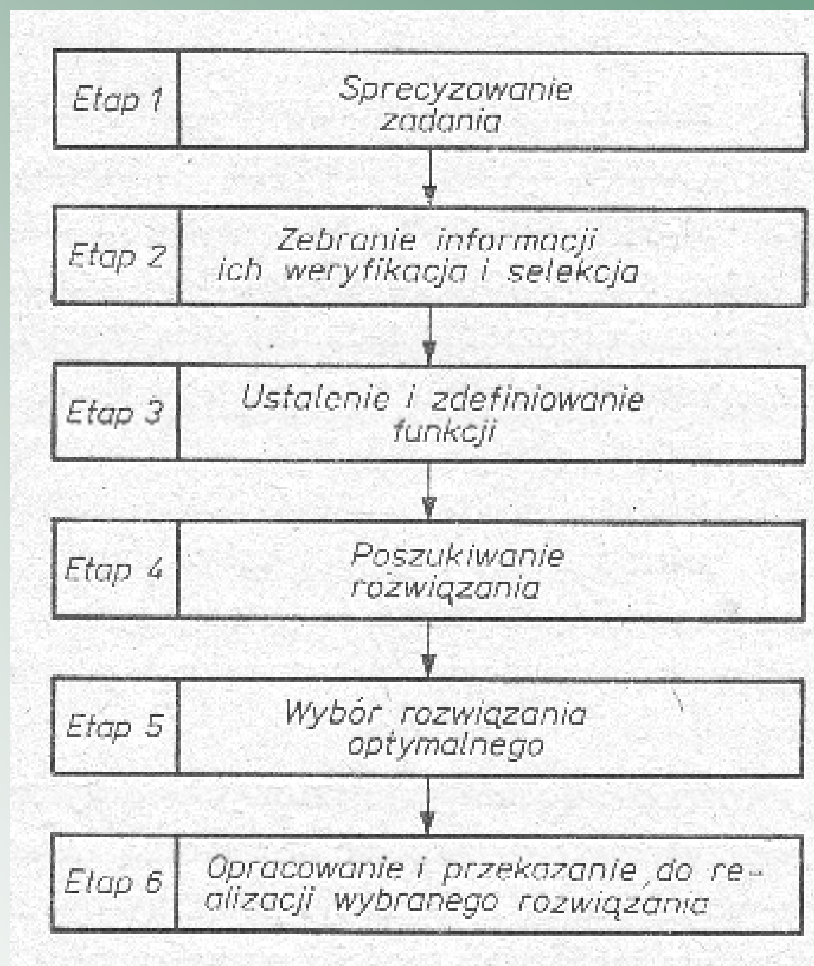 Etap 1
Sprecyzowanie
zadania
Etap 2
Zebranie informacji
ich weryfikacja i selekcja
Etap 3
Ustalenie i zdefiniowanie
funkcji
Etap 4
Poszukiwanie
rozwiązania
Etap 5
Wybór rozwiązania
optymalnego
Etap 6
Opracowanie i przekazanie do re-
alizacji wybranego rozwiązania